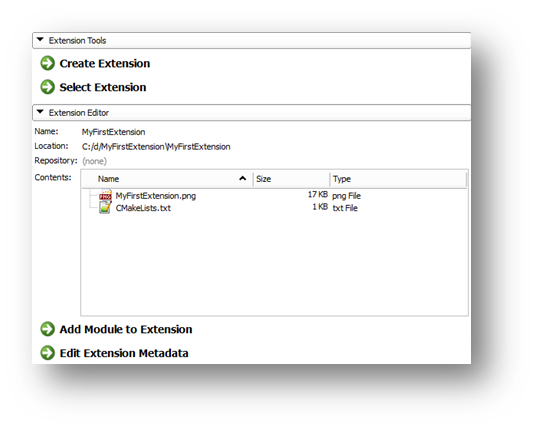 Extension Tools
Create Extension
Select Extension
Extension Editor
Name: MyFirstExtension
Location: C:/d/MyFirstExtension\MyFirstExtension
Repository: (none)
Contents: Name Size Type
PNG MyFirstExtension.png 17 KB png File
CMakeLists.txt 1 KB txt File
Add Module to Extension
Edit Extension Metadata